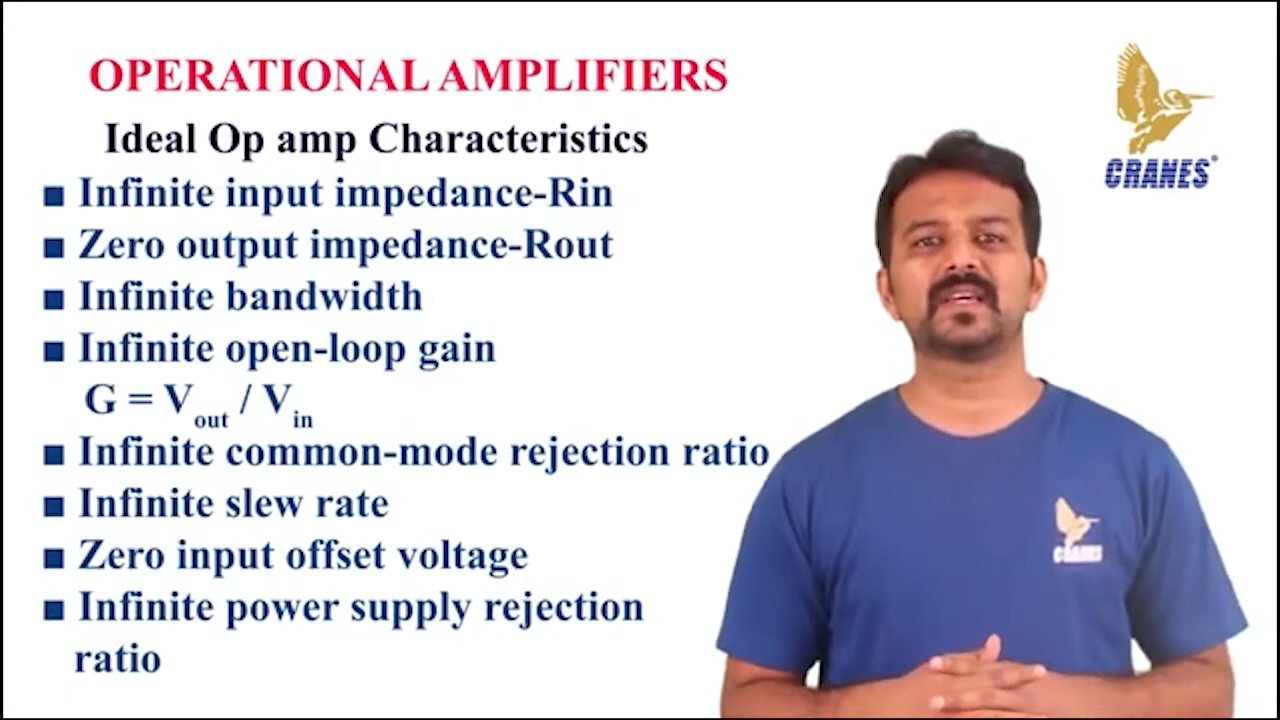 OPERATIONAL AMPLIFIERS
Ideal Op amp Characteristics
■ Infinite input impedance-Rin
■ Zero output impedance-Rout
■ Infinite bandwidth
■ Infinite open-loop gain
G = Vout / Vin
■ Infinite common-mode rejection ratio
■ Infinite slew rate
■ Zero input offset voltage
■ Infinite power supply rejection
ratio
CRANES®
CRANES